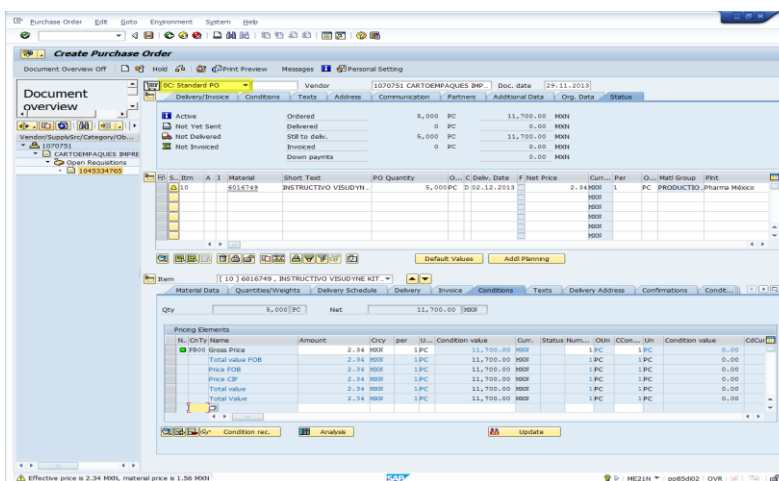 Purchase Order Edit Goto Environment System Help
Create Purchase Order
Document Overview Off Hold Print Preview Messages Personal Setting
Document overview
0C: Standard PO Vendor 1070751 CARTOEMPAQUES IMP... Doc. date 29.11.2013
Delivery/Invoice Conditions Texts Address Communication Partners Additional Data Org. Data Status
Active Ordered 5,000 PC 11,700.00 MXN
Not Yet Sent Delivered 0 PC 0.00 MXN
Not Delivered Still to deliv. 5,000 PC 11,700.00 MXN
Not Invoiced Invoiced 0 PC 0.00 MXN
Down paymts 0.00 MXN
Vendor/SupplySrc/Category/Ob...
1070751
CARTOEMPAQUES IMPRE
Open Requisitions
1045334765
S... Itm A I Material Short Text PO Quantity O... C Deliv. Date F Net Price Curr... Per O... Matl Group Plnt
10 6016749 INSTRUCTIVO VISUDYN... 5,000 PC D 02.12.2013 2.34 MXN 1 PC PRODUCTIO... Pharma México
MXN
MXN
MXN
MXN
MXN
Default Values Addl Planning
Item [ 10 ] 6016749 , INSTRUCTIVO VISUDYNE KIT...
Material Data Quantities/Weights Delivery Schedule Delivery Invoice Conditions Texts Delivery Address Confirmations Condit...
Qty 5,000 PC Net 11,700.00 MXN
Pricing Elements
N.. CnTy Name Amount Crcy per U... Condition value Curr. Status Num... OUn CCon... Un Condition value CdCur
PB00 Gross Price 2.34 MXN 1 PC 11,700.00 MXN 1 PC 1 PC 0.00
Total value FOB 2.34 MXN 1 PC 11,700.00 MXN 1 PC 1 PC 0.00
Price FOB 2.34 MXN 1 PC 11,700.00 MXN 1 PC 1 PC 0.00
Price CIF 2.34 MXN 1 PC 11,700.00 MXN 1 PC 1 PC 0.00
Total value 2.34 MXN 1 PC 11,700.00 MXN 1 PC 1 PC 0.00
Total Value 2.34 MXN 1 PC 11,700.00 MXN 1 PC 1 PC 0.00
Condition rec. Analysis Update
Effective price is 2.34 MXN, material price is 1.56 MXN SAP ME21N pp85d02 OVR